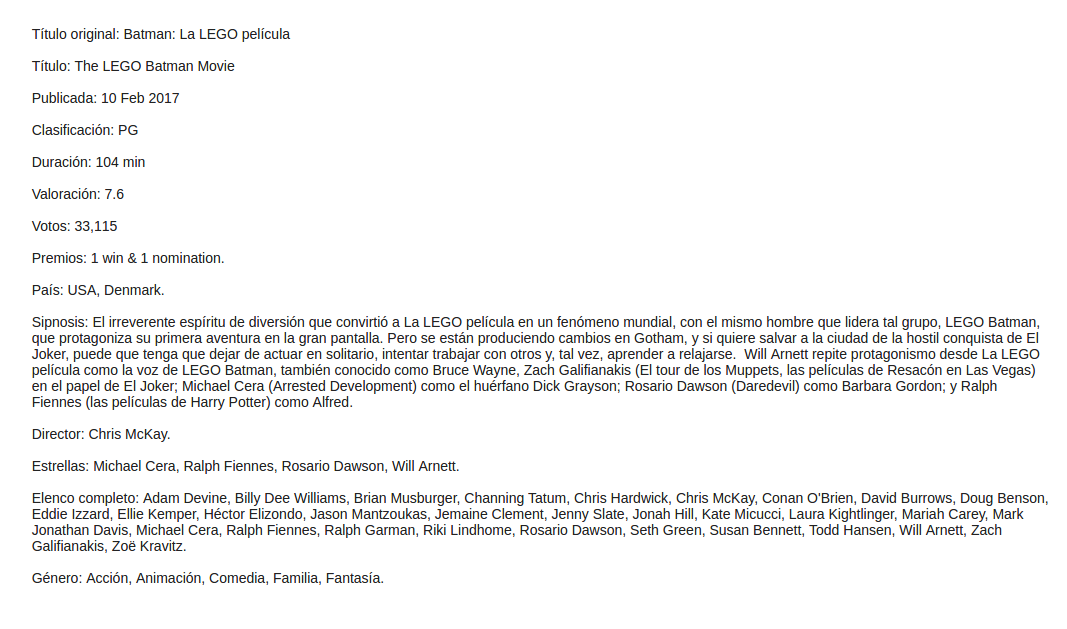 Título original: Batman: La LEGO película
Título: The LEGO Batman Movie
Publicada: 10 Feb 2017
Clasificación: PG
Duración: 104 min
Valoración: 7.6
Votos: 33,115
Premios: 1 win & 1 nomination.
País: USA, Denmark.
Sipnosis: El irreverente espíritu de diversión que convirtió a La LEGO película en un fenómeno mundial, con el mismo hombre que lidera tal grupo, LEGO Batman,
que protagoniza su primera aventura en la gran pantalla. Pero se están produciendo cambios en Gotham, y si quiere salvar a la ciudad de la hostil conquista de El
Joker, puede que tenga que dejar de actuar en solitario, intentar trabajar con otros y, tal vez, aprender a relajarse.  Will Arnett repite protagonismo desde La LEGO
película como la voz de LEGO Batman, también conocido como Bruce Wayne, Zach Galifianakis (El tour de los Muppets, las películas de Resacón en Las Vegas)
en el papel de El Joker; Michael Cera (Arrested Development) como el huérfano Dick Grayson; Rosario Dawson (Daredevil) como Barbara Gordon; y Ralph
Fiennes (las películas de Harry Potter) como Alfred.
Director: Chris McKay.
Estrellas: Michael Cera, Ralph Fiennes, Rosario Dawson, Will Arnett.
Elenco completo: Adam Devine, Billy Dee Williams, Brian Musburger, Channing Tatum, Chris Hardwick, Chris McKay, Conan O'Brien, David Burrows, Doug Benson,
Eddie Izzard, Ellie Kemper, Héctor Elizondo, Jason Mantzoukas, Jemaine Clement, Jenny Slate, Jonah Hill, Kate Micucci, Laura Kightlinger, Mariah Carey, Mark
Jonathan Davis, Michael Cera, Ralph Fiennes, Ralph Garman, Riki Lindhome, Rosario Dawson, Seth Green, Susan Bennett, Todd Hansen, Will Arnett, Zach
Galifianakis, Zoë Kravitz.
Género: Acción, Animación, Comedia, Familia, Fantasía.